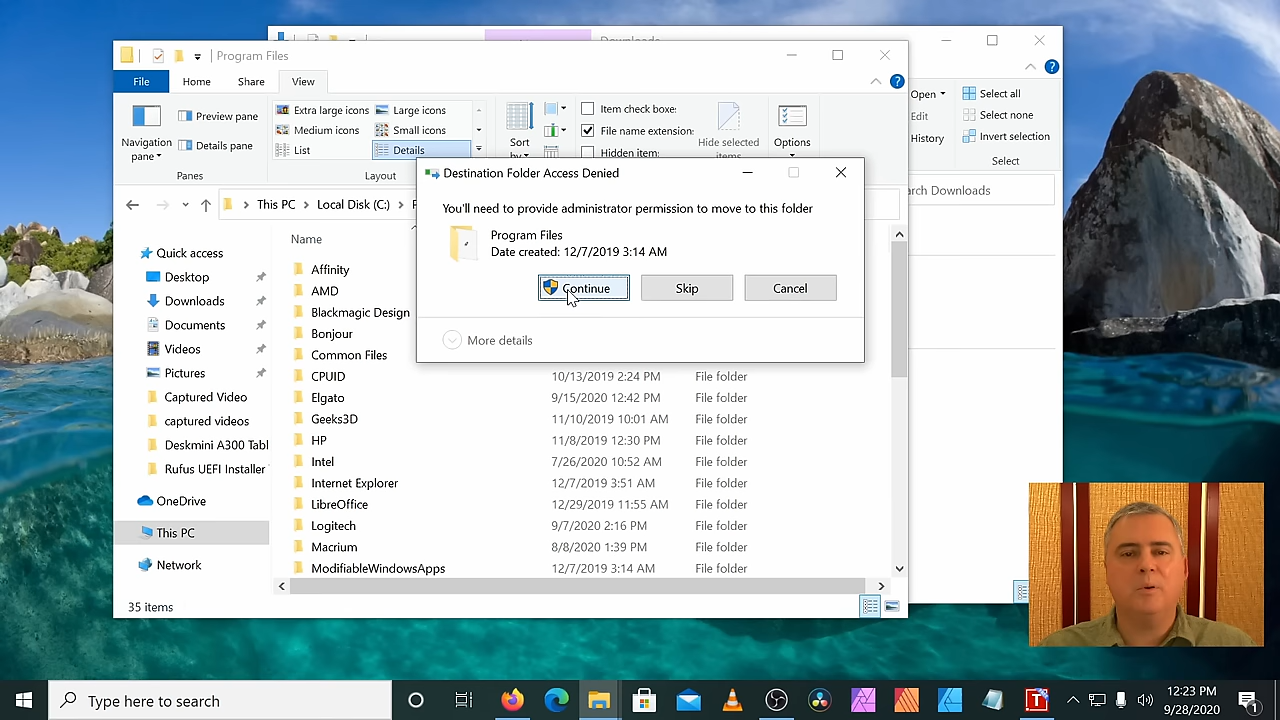 Downloads
Program Files
File
Home
Share
View
Extra large icons
Large icons
Medium icons
Small icons
List
Details
Navigation
pane
Preview pane
Details pane
Panes
Layout
Sort
by
Item check boxes
File name extensions
Hidden items
Hide selected
items
Options
Open
Edit
History
Select all
Select none
Invert selection
Select
This PC
Local Disk (C:)
Downloads
Destination Folder Access Denied
You'll need to provide administrator permission to move to this folder
Program Files
Date created: 12/7/2019 3:14 AM
Continue
Skip
Cancel
More details
Quick access
Desktop
Downloads
Documents
Videos
Pictures
Captured Video
captured videos
Deskmini A300 Tabl
Rufus UEFI Installer
OneDrive
This PC
Network
Name
Affinity
AMD
Blackmagic Design
Bonjour
Common Files
CPUID 10/13/2019 2:24 PM File folder
Elgato 9/15/2020 12:42 PM File folder
Geeks3D 11/10/2019 10:01 AM File folder
HP 11/8/2019 12:30 PM File folder
Intel 7/26/2020 10:52 AM File folder
Internet Explorer 12/7/2019 3:51 AM File folder
LibreOffice 12/29/2019 11:55 AM File folder
Logitech 9/7/2020 2:16 PM File folder
Macrium 8/8/2020 1:39 PM File folder
ModifiableWindowsApps 12/7/2019 3:14 AM File folder
35 items
Type here to search
12:23 PM
9/28/2020